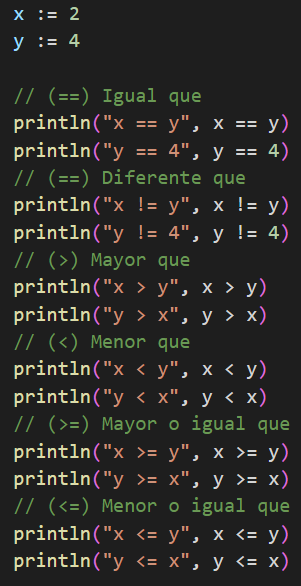 x := 2
y := 4
// (==) Igual que
println("x == y", x == y)
println("y == 4", y == 4)
// (==) Diferente que
println("x != y", x != y)
println("y != 4", y != 4)
// (>) Mayor que
println("x > y", x > y)
println("y > x", y > x)
// (<) Menor que
println("x < y", x < y)
println("y < x", y < x)
// (>=) Mayor o igual que
println("x >= y", x >= y)
println("y >= x", y >= x)
// (<=) Menor o igual que
println("x <= y", x <= y)
println("y <= x", y <= x)